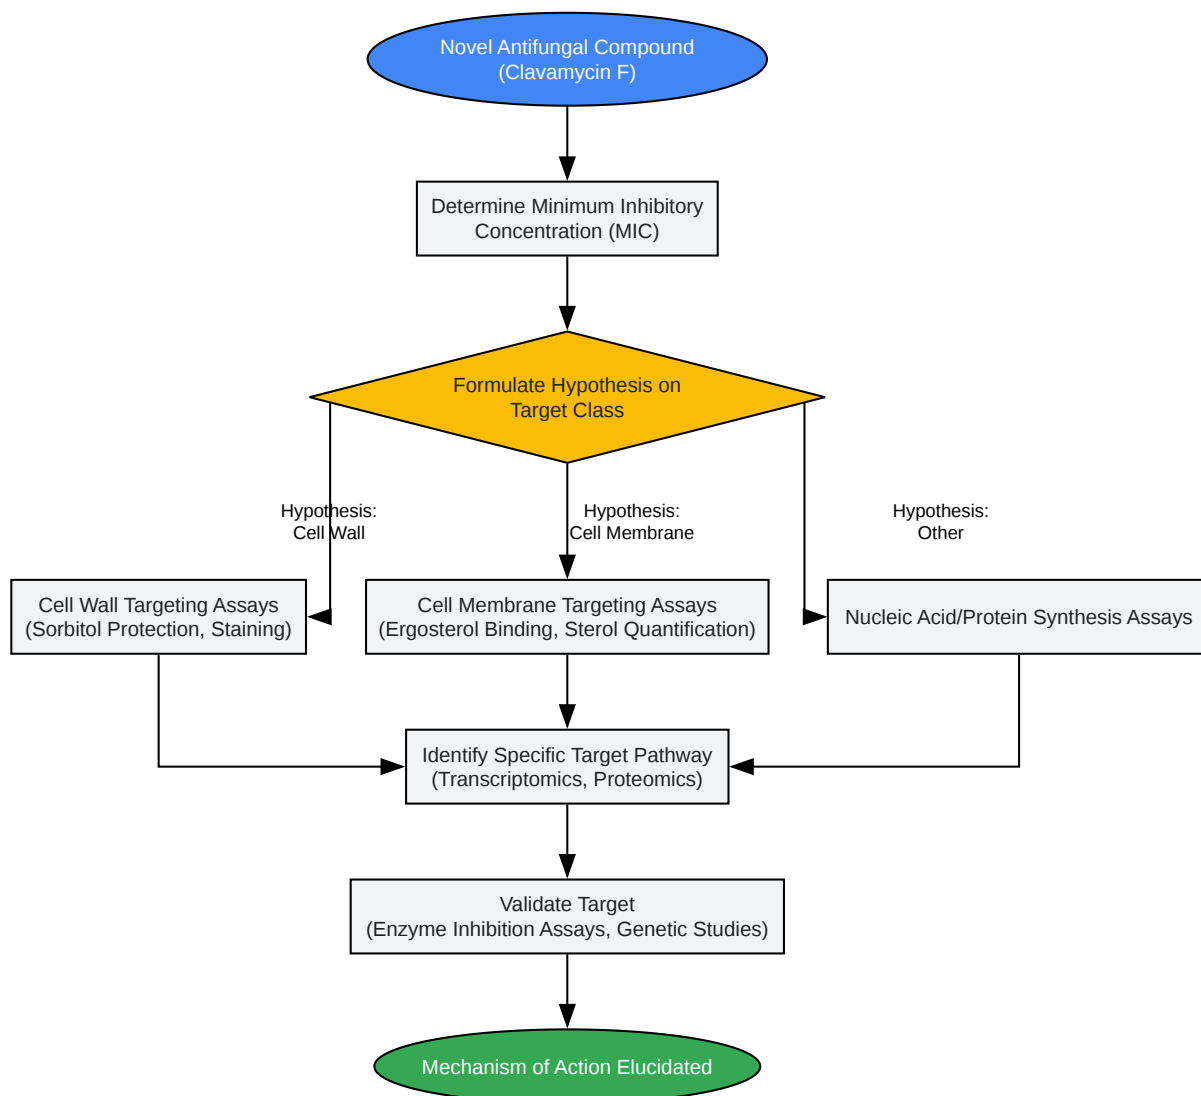 Novel Antifungal Compound
(Clavamycin F)
Determine Minimum Inhibitory
Concentration (MIC)
Formulate Hypothesis on
Target Class
Hypothesis:
Cell Wall
Hypothesis:
Cell Membrane
Hypothesis:
Other
Cell Wall Targeting Assays
(Sorbitol Protection, Staining)
Cell Membrane Targeting Assays
(Ergosterol Binding, Sterol Quantification)
Nucleic Acid/Protein Synthesis Assays
Identify Specific Target Pathway
(Transcriptomics, Proteomics)
Validate Target
(Enzyme Inhibition Assays, Genetic Studies)
Mechanism of Action Elucidated